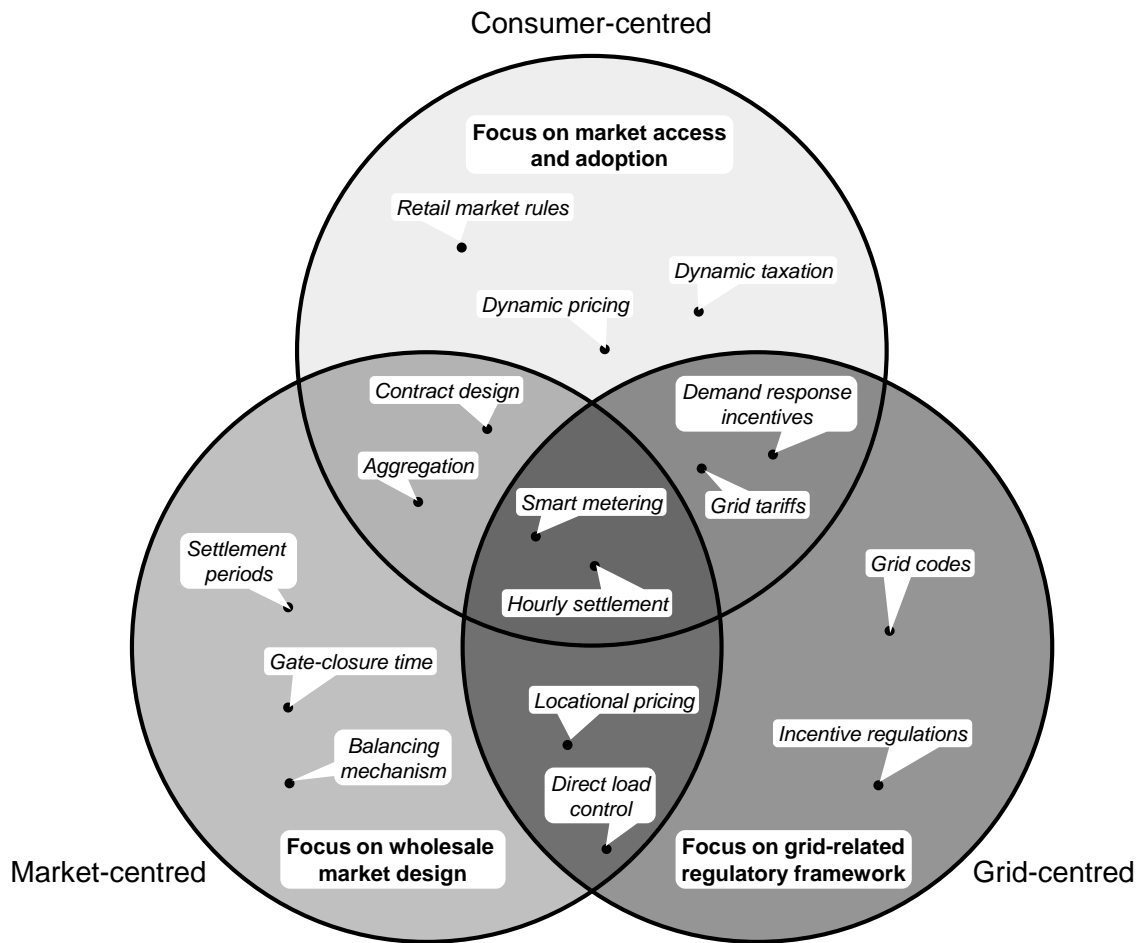 Consumer-centred
Focus on market access
and adoption
Retail market rules
Dynamic taxation
Dynamic pricing
Contract design
Demand response
incentives
Aggregation
Smart metering
Grid tariffs
Settlement
periods
Grid codes
Hourly settlement
Gate-closure time
Locational pricing
Incentive regulations
Balancing
mechanism
Direct load
control
Focus on wholesale
market design
Focus on grid-related
regulatory framework
Market-centred
Grid-centred